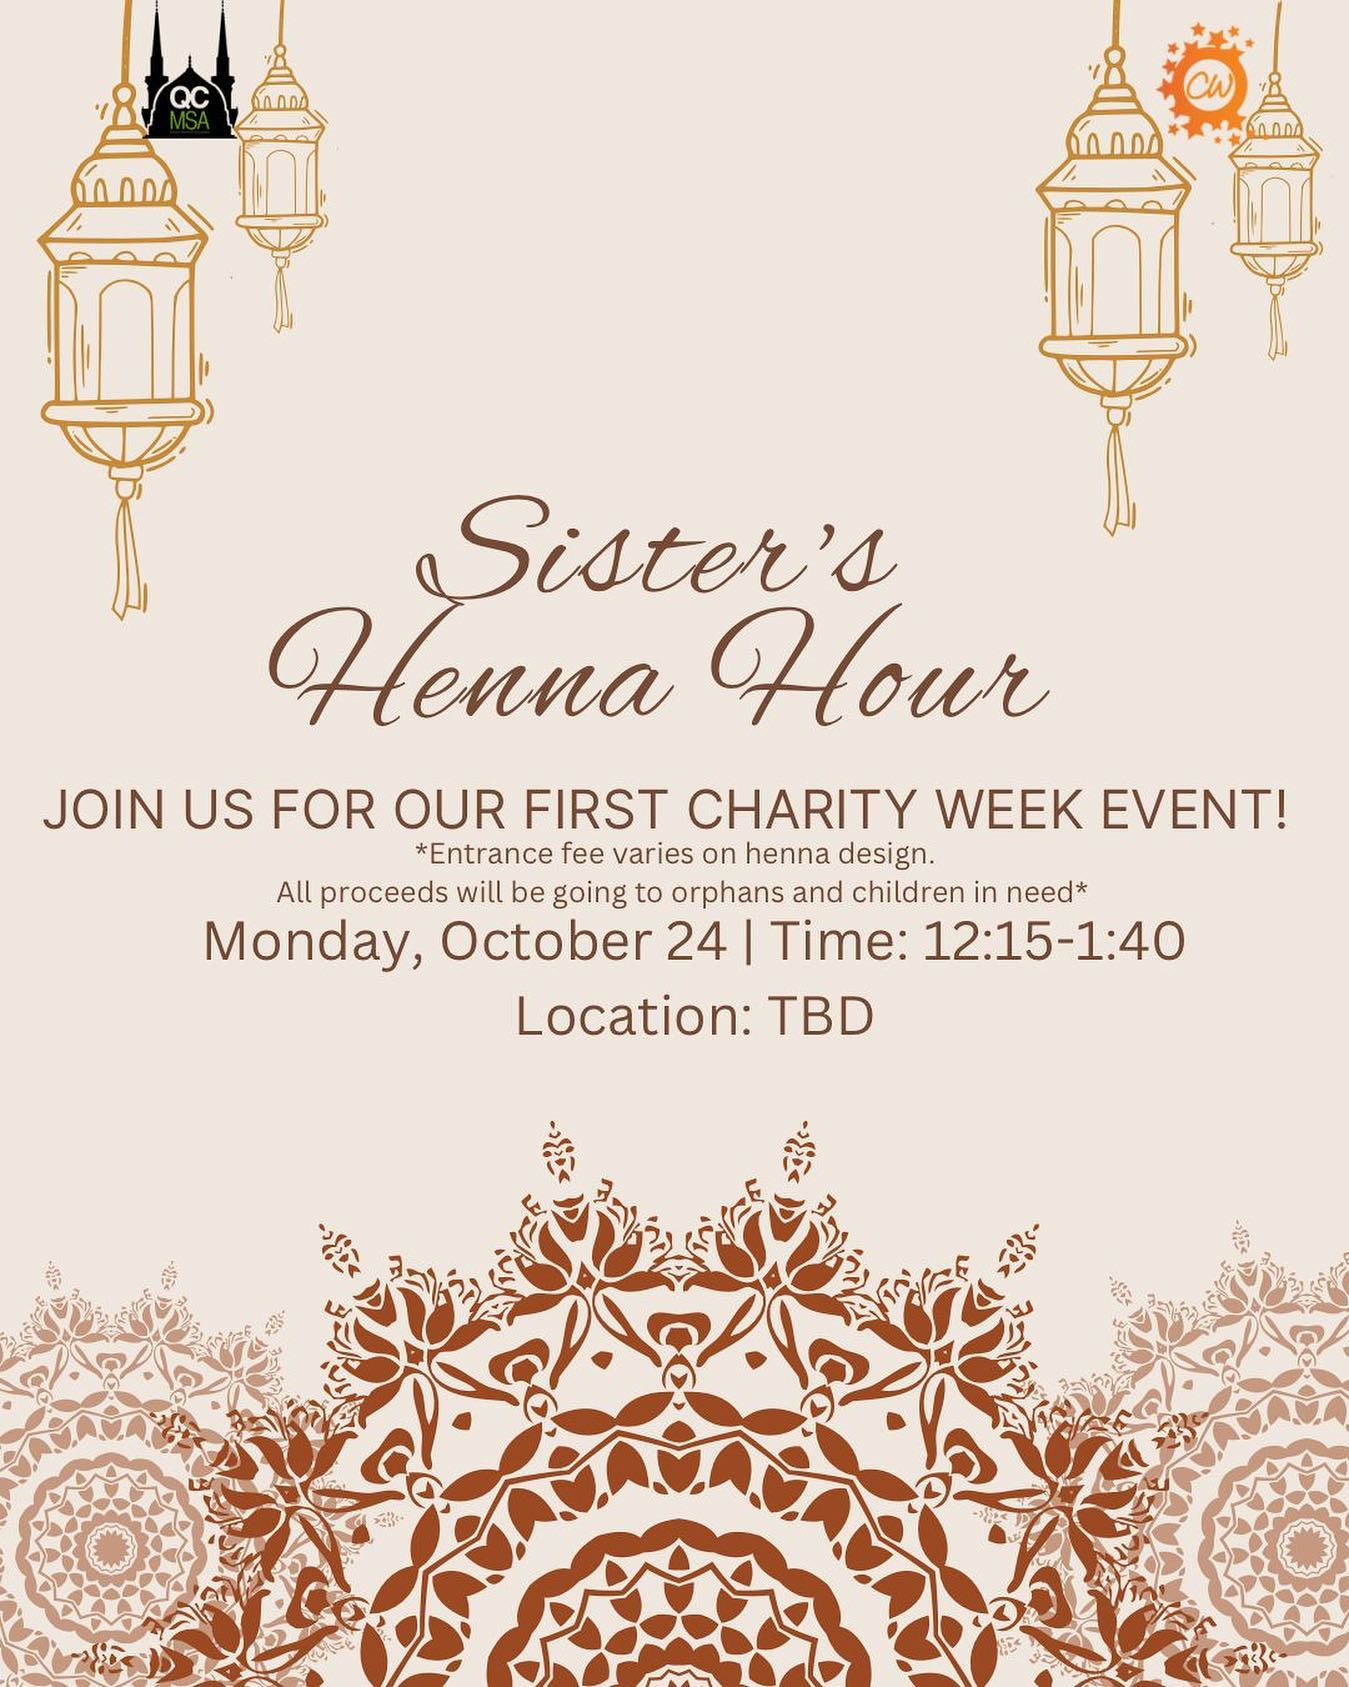 QC
MSA
CW
Sister's
Henna Hour
JOIN US FOR OUR FIRST CHARITY WEEK EVENT!
*Entrance fee varies on henna design.
All proceeds will be going to orphans and children in need*
Monday, October 24 | Time: 12:15-1:40
Location: TBD